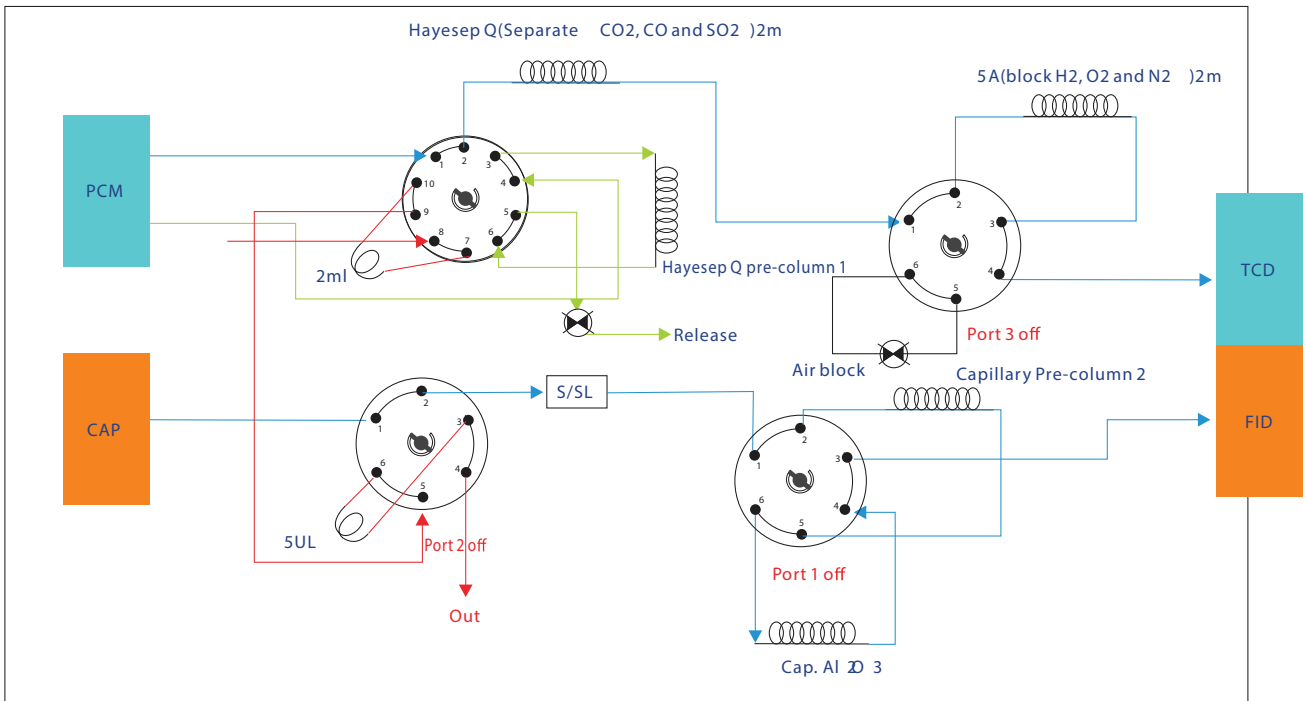 Hayesep Q(Separate CO2, CO and SO2 )2m
5A(block H2, O2 and N2 )2m
PCM
1
2
3
4
5
6
7
8
9
10
2ml
Hayesep Q pre-column 1
Release
1
2
3
4
5
6
Port 3 off
Air block
TCD
CAP
1
2
3
4
5
6
5UL
Port 2 off
Out
S/SL
Capillary Pre-column 2
1
2
3
4
5
6
Port 1 off
Cap. Al 2O 3
FID